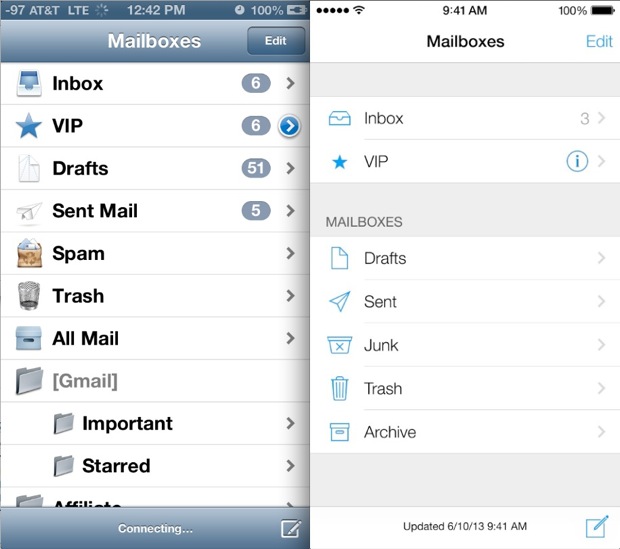 -97 AT&T LTE 12:42 PM 100%
Mailboxes Edit
Inbox 6
VIP 6
Drafts 51
Sent Mail 5
Spam
Trash
All Mail
[Gmail]
Important
Starred
Affiliate
Connecting...
9:41 AM 100%
Mailboxes Edit
Inbox 3
VIP
MAILBOXES
Drafts
Sent
Junk
Trash
Archive
Updated 6/10/13 9:41 AM